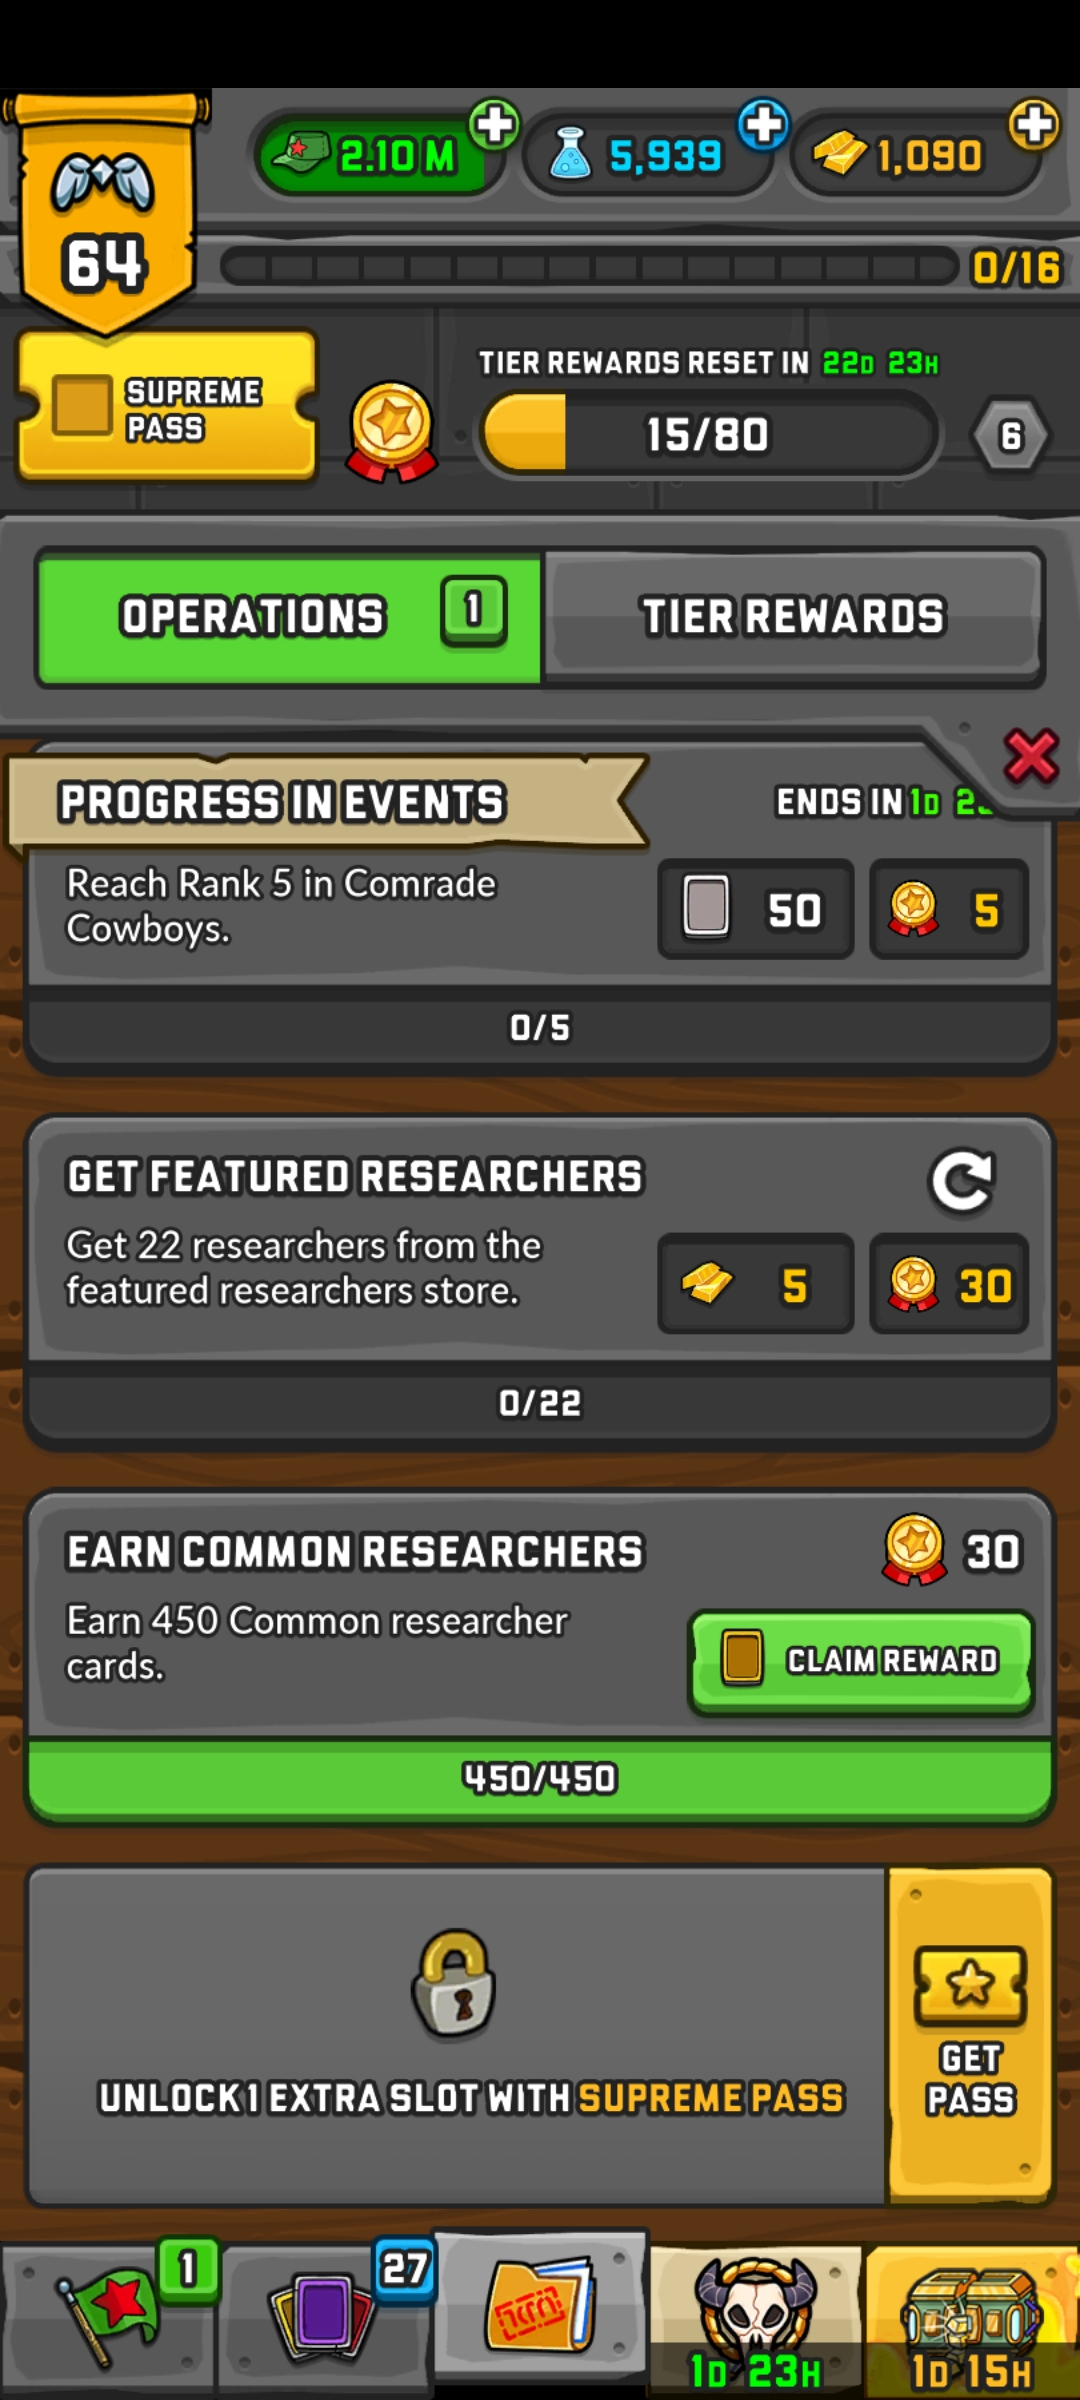 2.10 M
5,939
1,090
64
0/16
SUPREME
PASS
TIER REWARDS RESET IN 22D 23H
15/80
6
OPERATIONS
1
TIER REWARDS
PROGRESS IN EVENTS
ENDS IN 1D
Reach Rank 5 in Comrade
Cowboys.
50
5
0/5
GET FEATURED RESEARCHERS
Get 22 researchers from the
featured researchers store.
5
30
0/22
EARN COMMON RESEARCHERS
30
Earn 450 Common researcher
cards.
CLAIM REWARD
450/450
UNLOCK 1 EXTRA SLOT WITH SUPREME PASS
GET
PASS
1
27
1D 23H
1D 15H